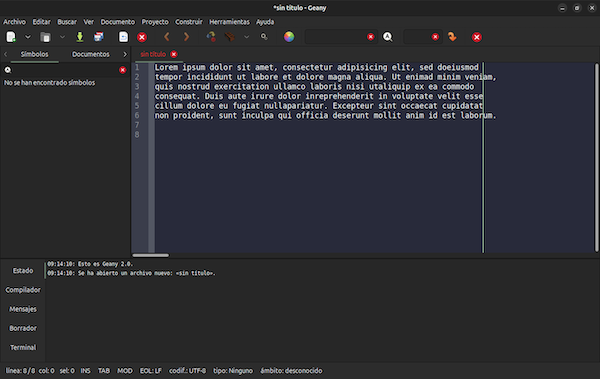 *sin título - Geany
Archivo Editar Buscar Ver Documento Proyecto Construir Herramientas Ayuda
Símbolos Documentos sin título
No se han encontrado símbolos
1 Lorem ipsum dolor sit amet, consectetur adipisicing elit, sed doeiusmod
2 tempor incididunt ut labore et dolore magna aliqua. Ut enimad minim veniam,
3 quis nostrud exercitation ullamco laboris nisi utaliquip ex ea commodo
4 consequat. Duis aute irure dolor inreprehenderit in voluptate velit esse
5 cillum dolore eu fugiat nullapariatur. Excepteur sint occaecat cupidatat
6 non proident, sunt inculpa qui officia deserunt mollit anim id est laborum.
7
8
Estado
Compilador
Mensajes
Borrador
Terminal
09:14:10: Esto es Geany 2.0.
09:14:10: Se ha abierto un archivo nuevo: «sin título».
línea: 8 / 8 col: 0 sel: 0 INS TAB MOD EOL: LF codif.: UTF-8 tipo: Ninguno ámbito: desconocido